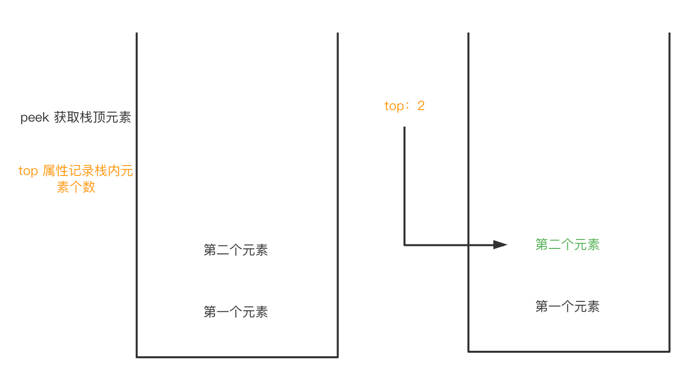 peek 获取栈顶元素
top 属性记录栈内元
素个数
第二个元素
第一个元素
top：2
第二个元素
第一个元素